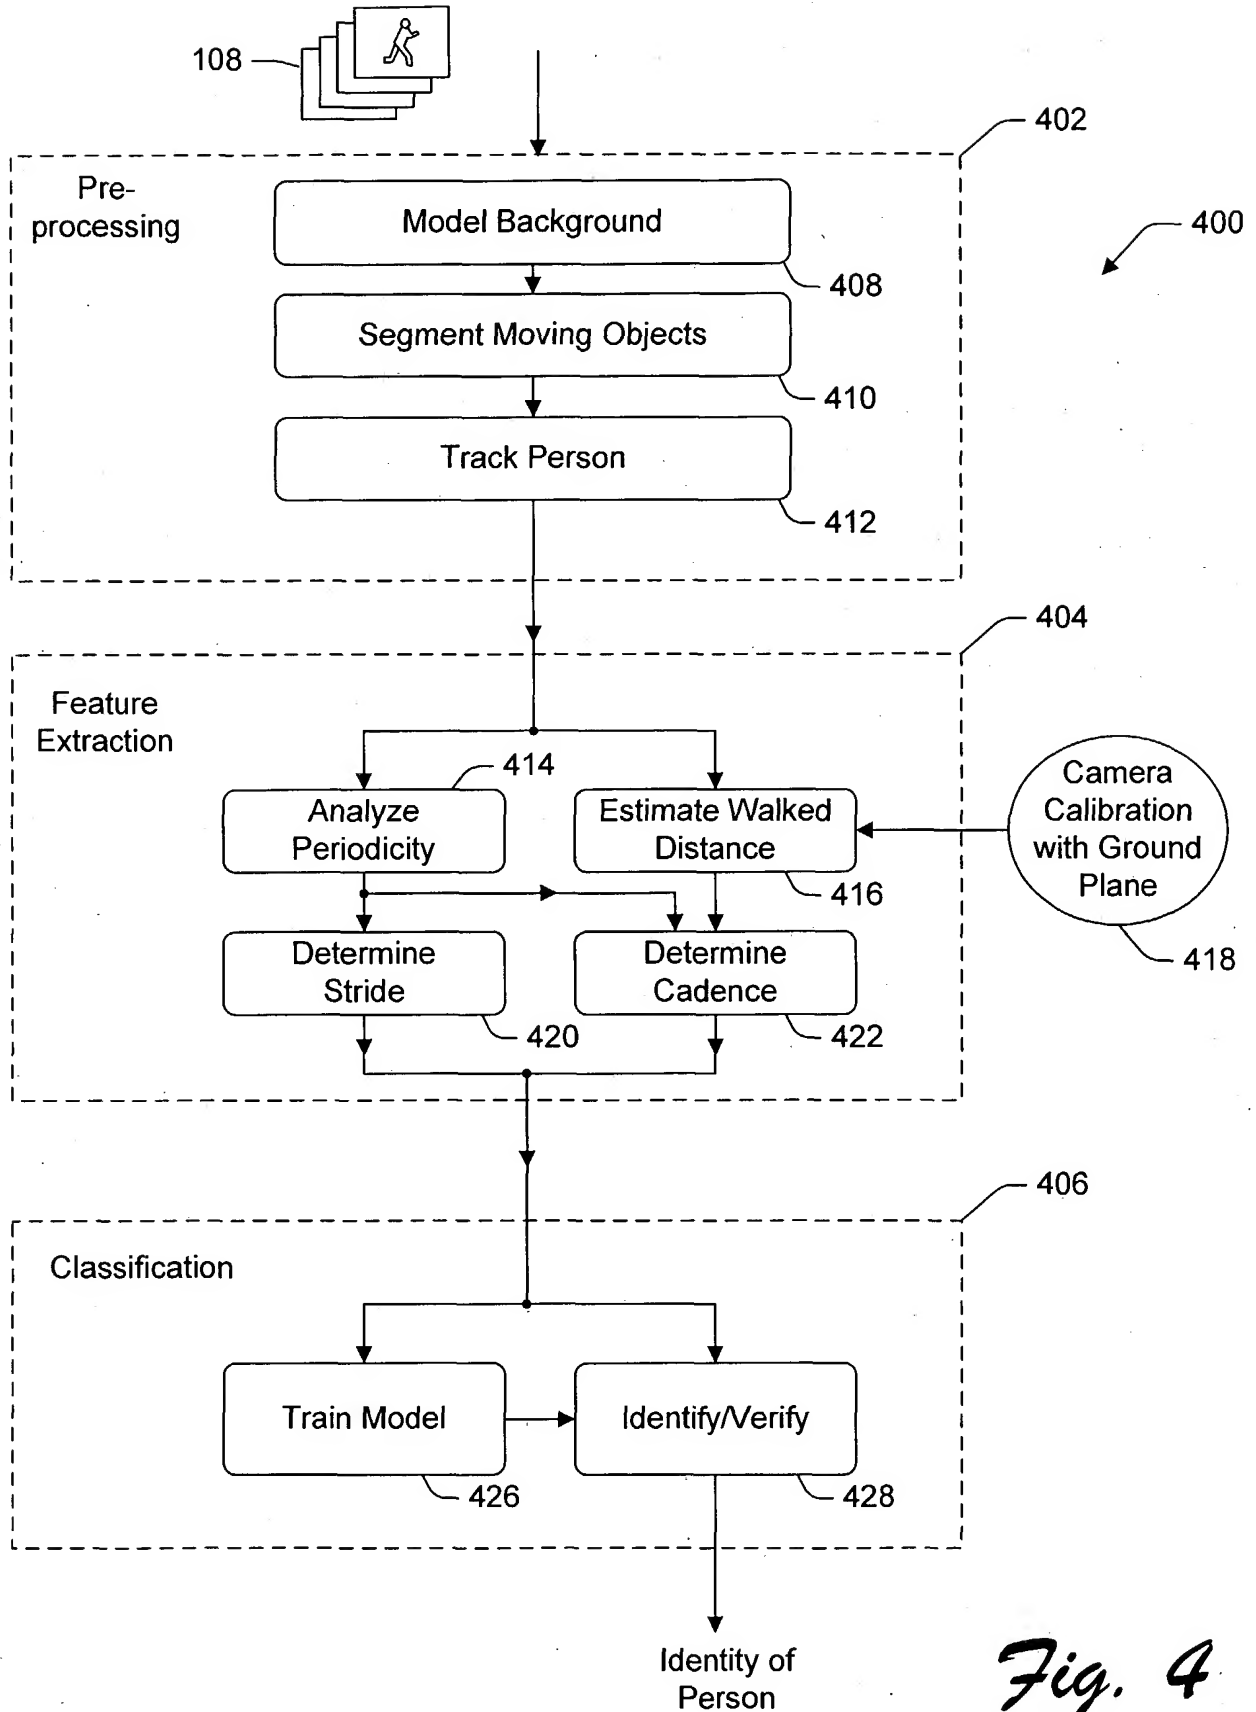 108
402
Pre-
processing
400
Model Background
408
Segment Moving Objects
410
Track Person
412
404
Feature
Extraction
414
Analyze
Periodicity
Estimate Walked
Distance
416
Camera
Calibration
with Ground
Plane
418
Determine
Stride
420
Determine
Cadence
422
406
Classification
Train Model
426
Identify/Verify
428
Identity of
Person
Fig. 4